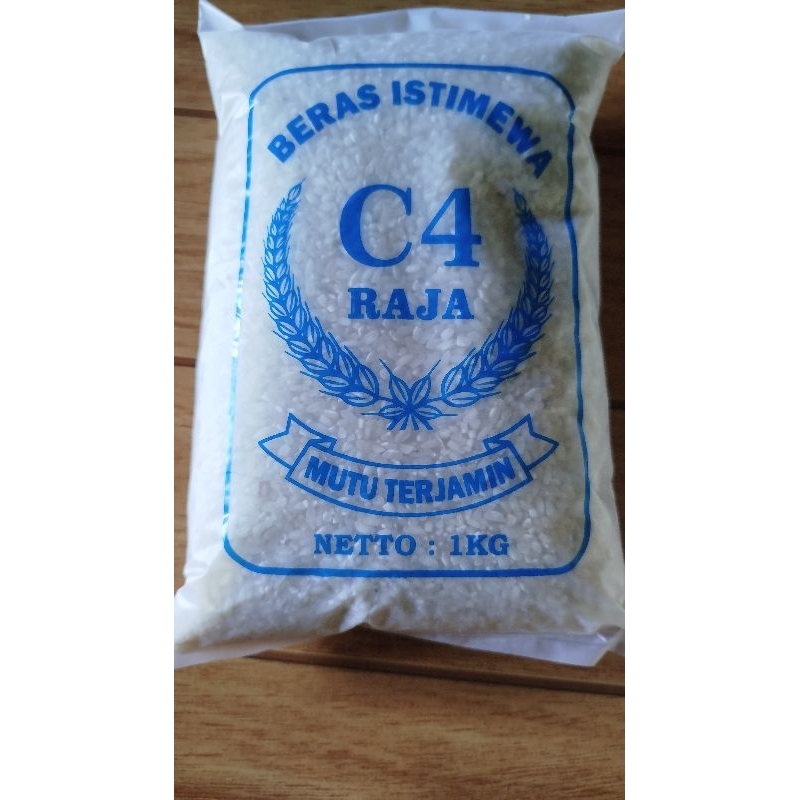 BERAS ISTIMEWA
C4
RAJA
MUTU TERJAMIN
NETTO : 1KG